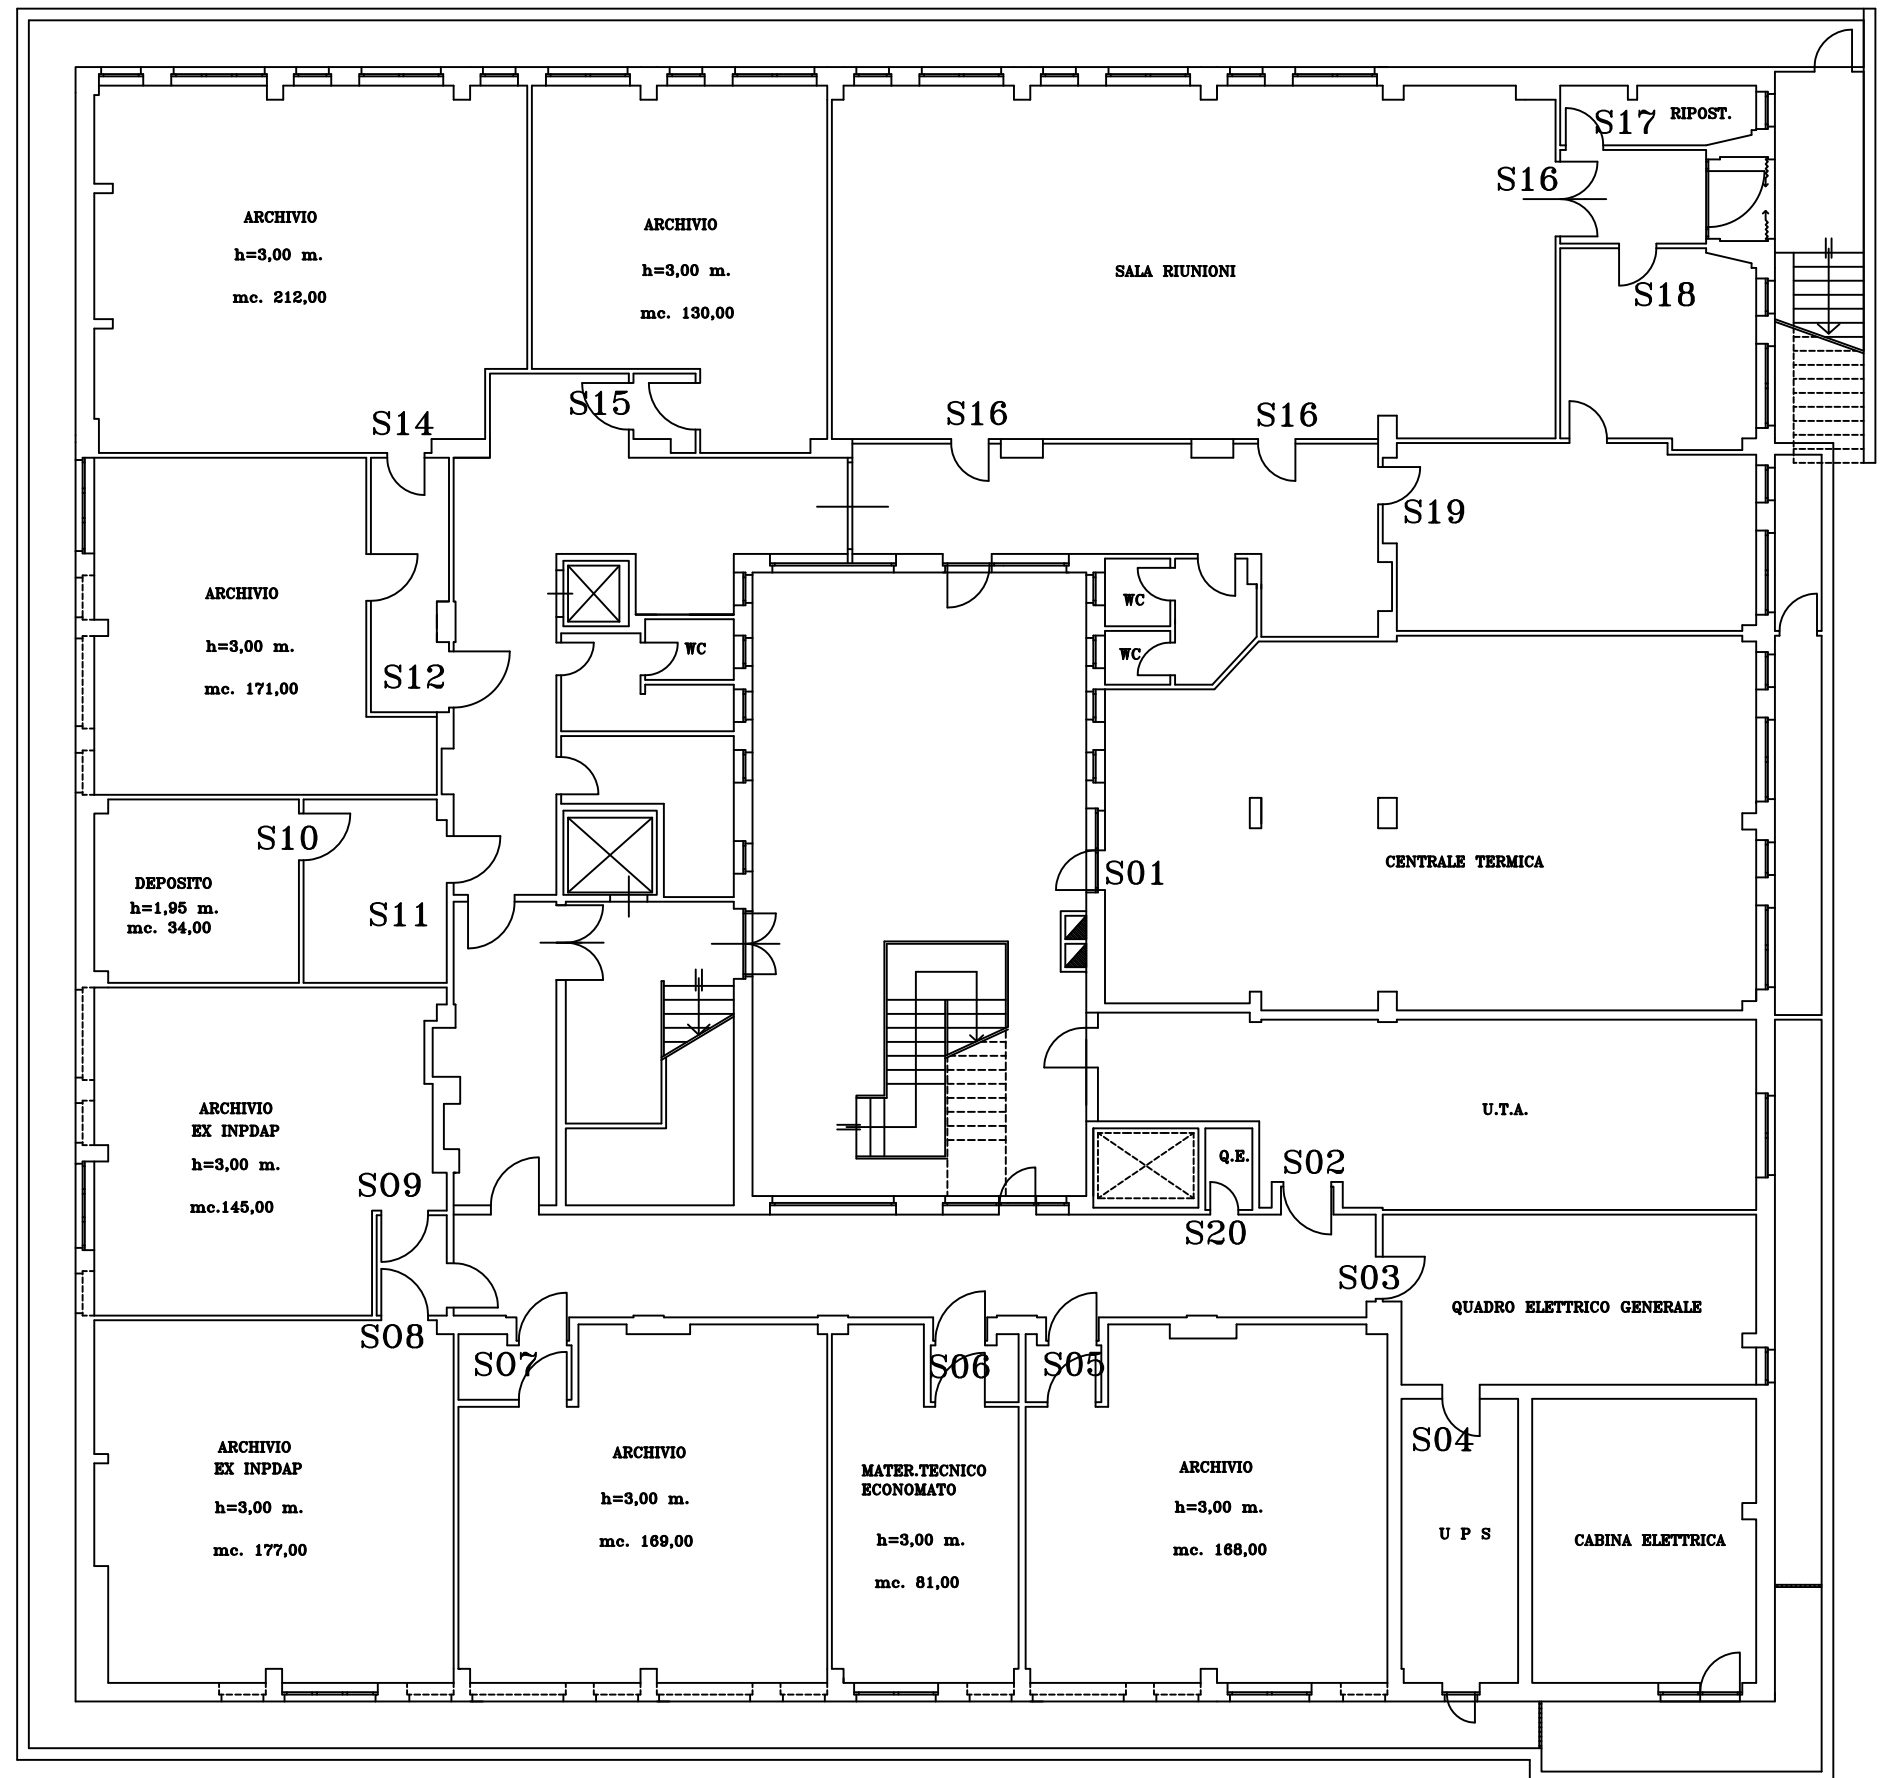 S17
RIPOST.
S16
ARCHIVIO
h=3,00 m.
mc. 212,00
ARCHIVIO
h=3,00 m.
mc. 130,00
SALA RIUNIONI
S18
S14
S15
S16
S16
S19
ARCHIVIO
h=3,00 m.
mc. 171,00
S12
WC
WC
WC
S10
DEPOSITO
h=1,95 m.
mc. 34,00
S11
S01
CENTRALE TERMICA
ARCHIVIO
EX INPDAP
h=3,00 m.
mc.145,00
S09
U.T.A.
Q.E.
S02
S20
S03
QUADRO ELETTRICO GENERALE
S08
S07
S06
S05
S04
ARCHIVIO
EX INPDAP
h=3,00 m.
mc. 177,00
ARCHIVIO
h=3,00 m.
mc. 169,00
MATER.TECNICO
ECONOMATO
h=3,00 m.
mc. 81,00
ARCHIVIO
h=3,00 m.
mc. 168,00
U P S
CABINA ELETTRICA